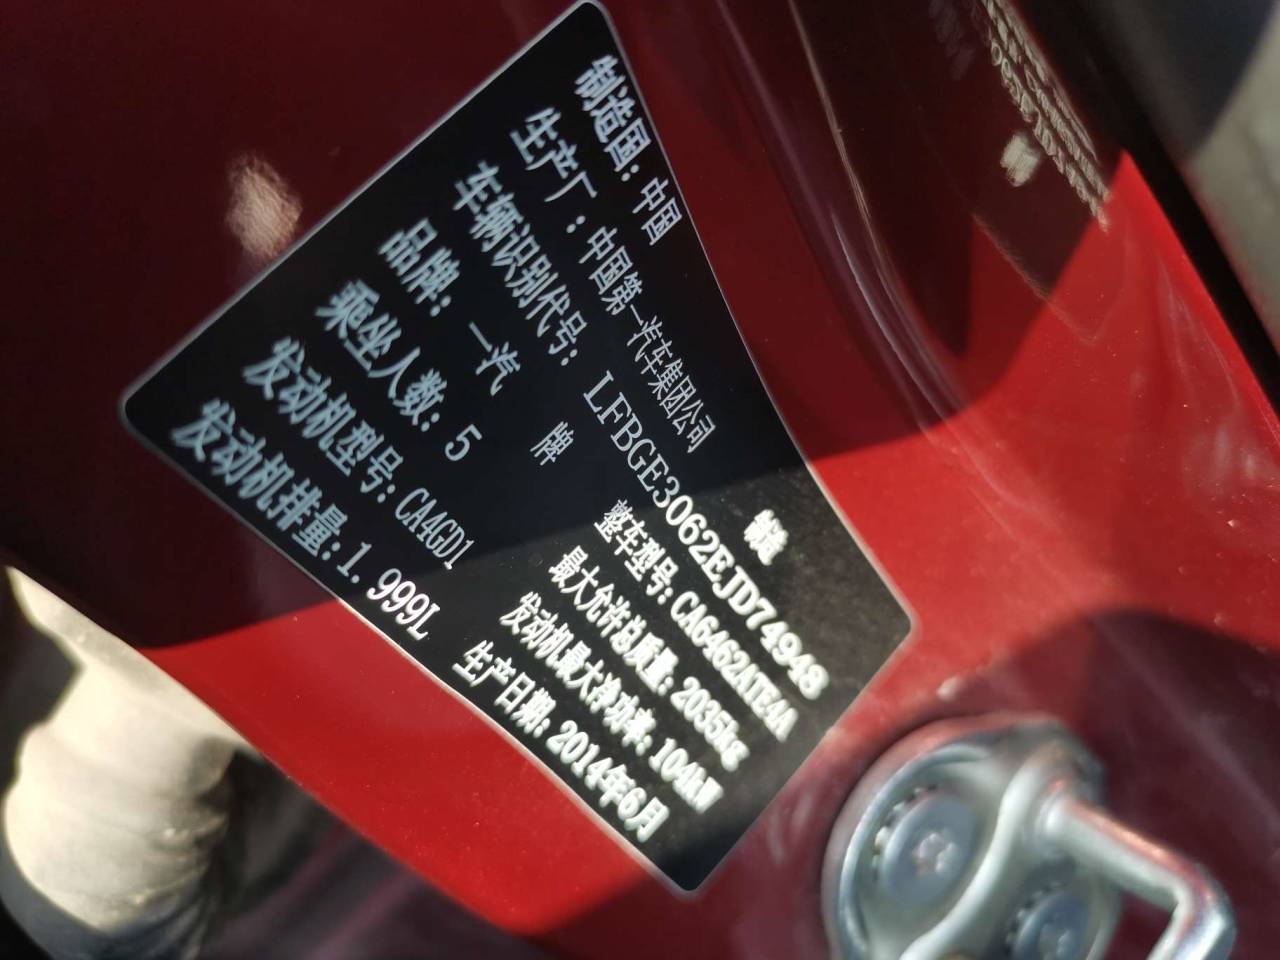 制造国：中国
生产厂：中国第一汽车集团公司 制造
车辆识别代号：LFBGE3062EJD74948
品牌：一汽 牌 整车型号：CA6462ATE4A
乘坐人数：5 最大允许总质量：2035kg
发动机型号：CA4GD1 发动机最大净功率：104kW
发动机排量：1.999L 生产日期：2014年6月